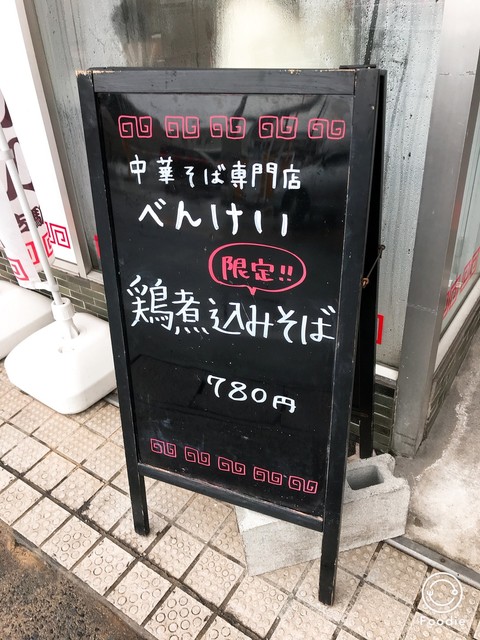 中華そば専門店
べんけい
限定!!
鶏煮込みそば
780円
Foodie